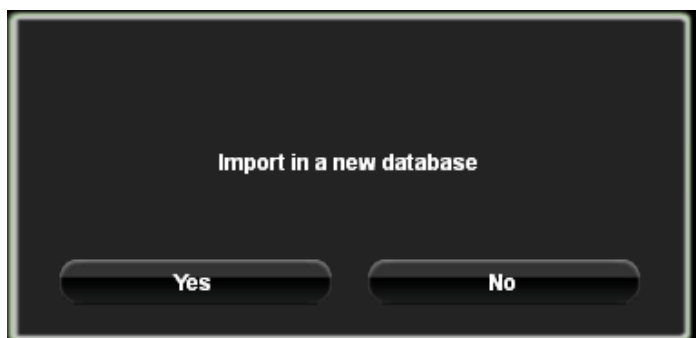 Import in a new database
Yes
No